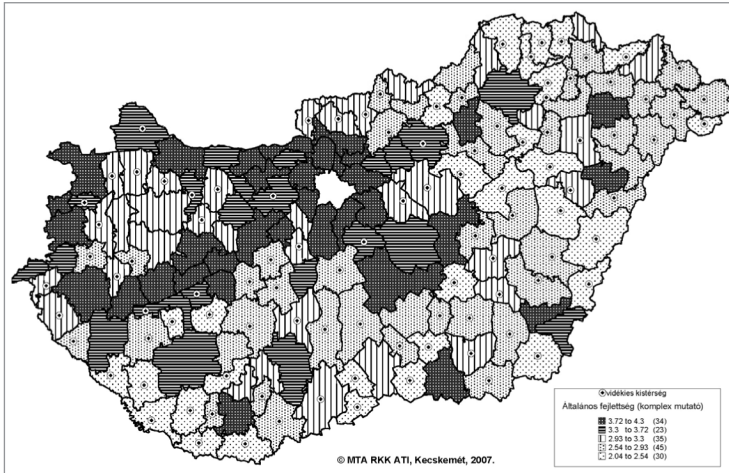 vidékies kistérség
Általános fejlettség (komplex mutató)
3.72 to 4.3 (34)
3.3 to 3.72 (23)
2.93 to 3.3 (35)
2.54 to 2.93 (45)
2.04 to 2.54 (30)
© MTA RKK ATI, Kecskemét, 2007.